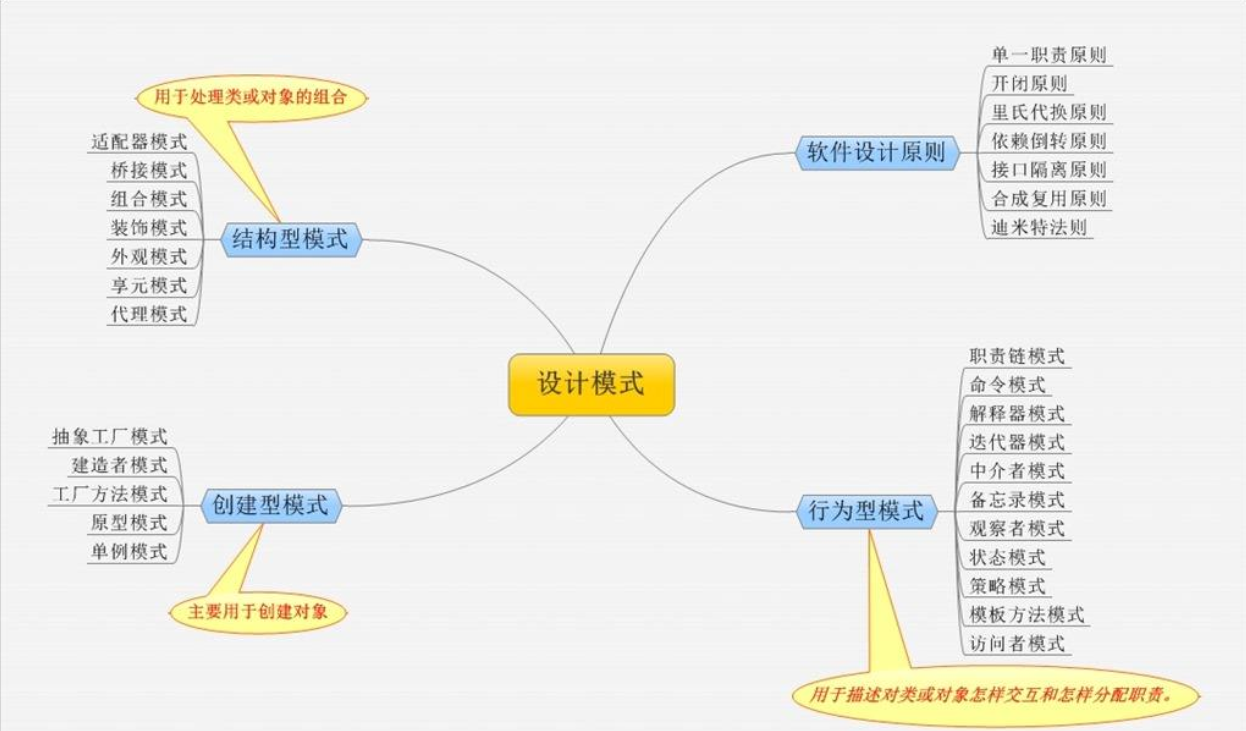 设计模式
结构型模式
用于处理类或对象的组合
适配器模式
桥接模式
组合模式
装饰模式
外观模式
享元模式
代理模式
创建型模式
主要用于创建对象
抽象工厂模式
建造者模式
工厂方法模式
原型模式
单例模式
软件设计原则
单一职责原则
开闭原则
里氏代换原则
依赖倒转原则
接口隔离原则
合成复用原则
迪米特法则
行为型模式
用于描述对类或对象怎样交互和怎样分配职责。
职责链模式
命令模式
解释器模式
迭代器模式
中介者模式
备忘录模式
观察者模式
状态模式
策略模式
模板方法模式
访问者模式